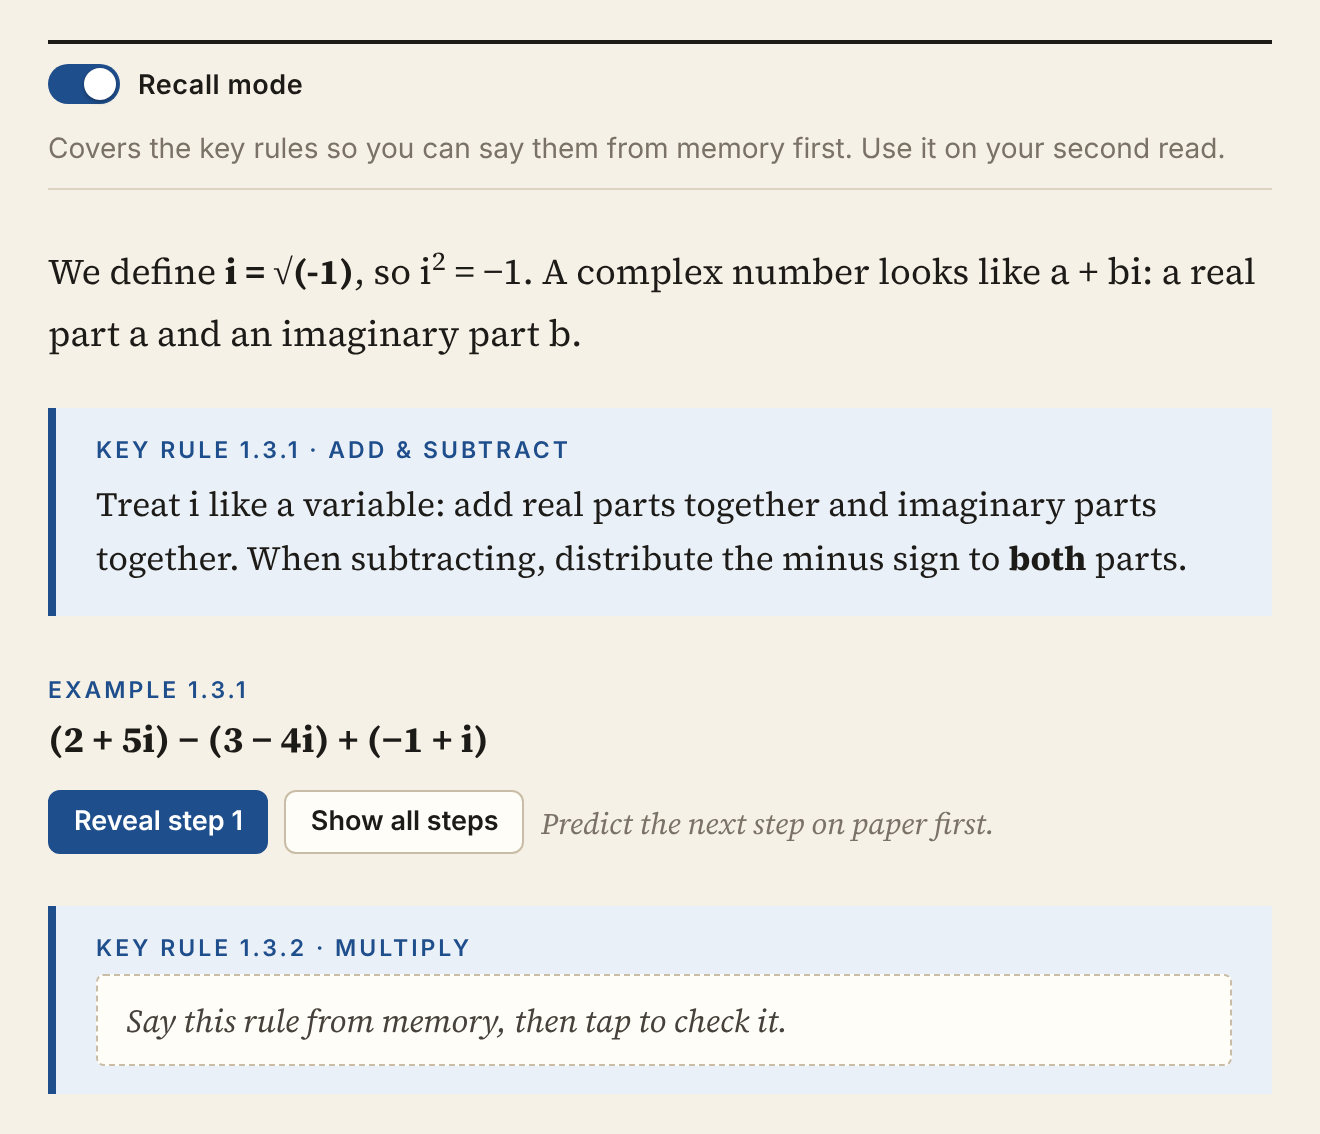 Recall mode
Covers the key rules so you can say them from memory first. Use it on your second read.
We define i = √(-1), so i² = −1. A complex number looks like a + bi: a real
part a and an imaginary part b.
KEY RULE 1.3.1 · ADD & SUBTRACT
Treat i like a variable: add real parts together and imaginary parts
together. When subtracting, distribute the minus sign to both parts.
EXAMPLE 1.3.1
(2 + 5i) − (3 − 4i) + (−1 + i)
Reveal step 1 Show all steps Predict the next step on paper first.
KEY RULE 1.3.2 · MULTIPLY
Say this rule from memory, then tap to check it.